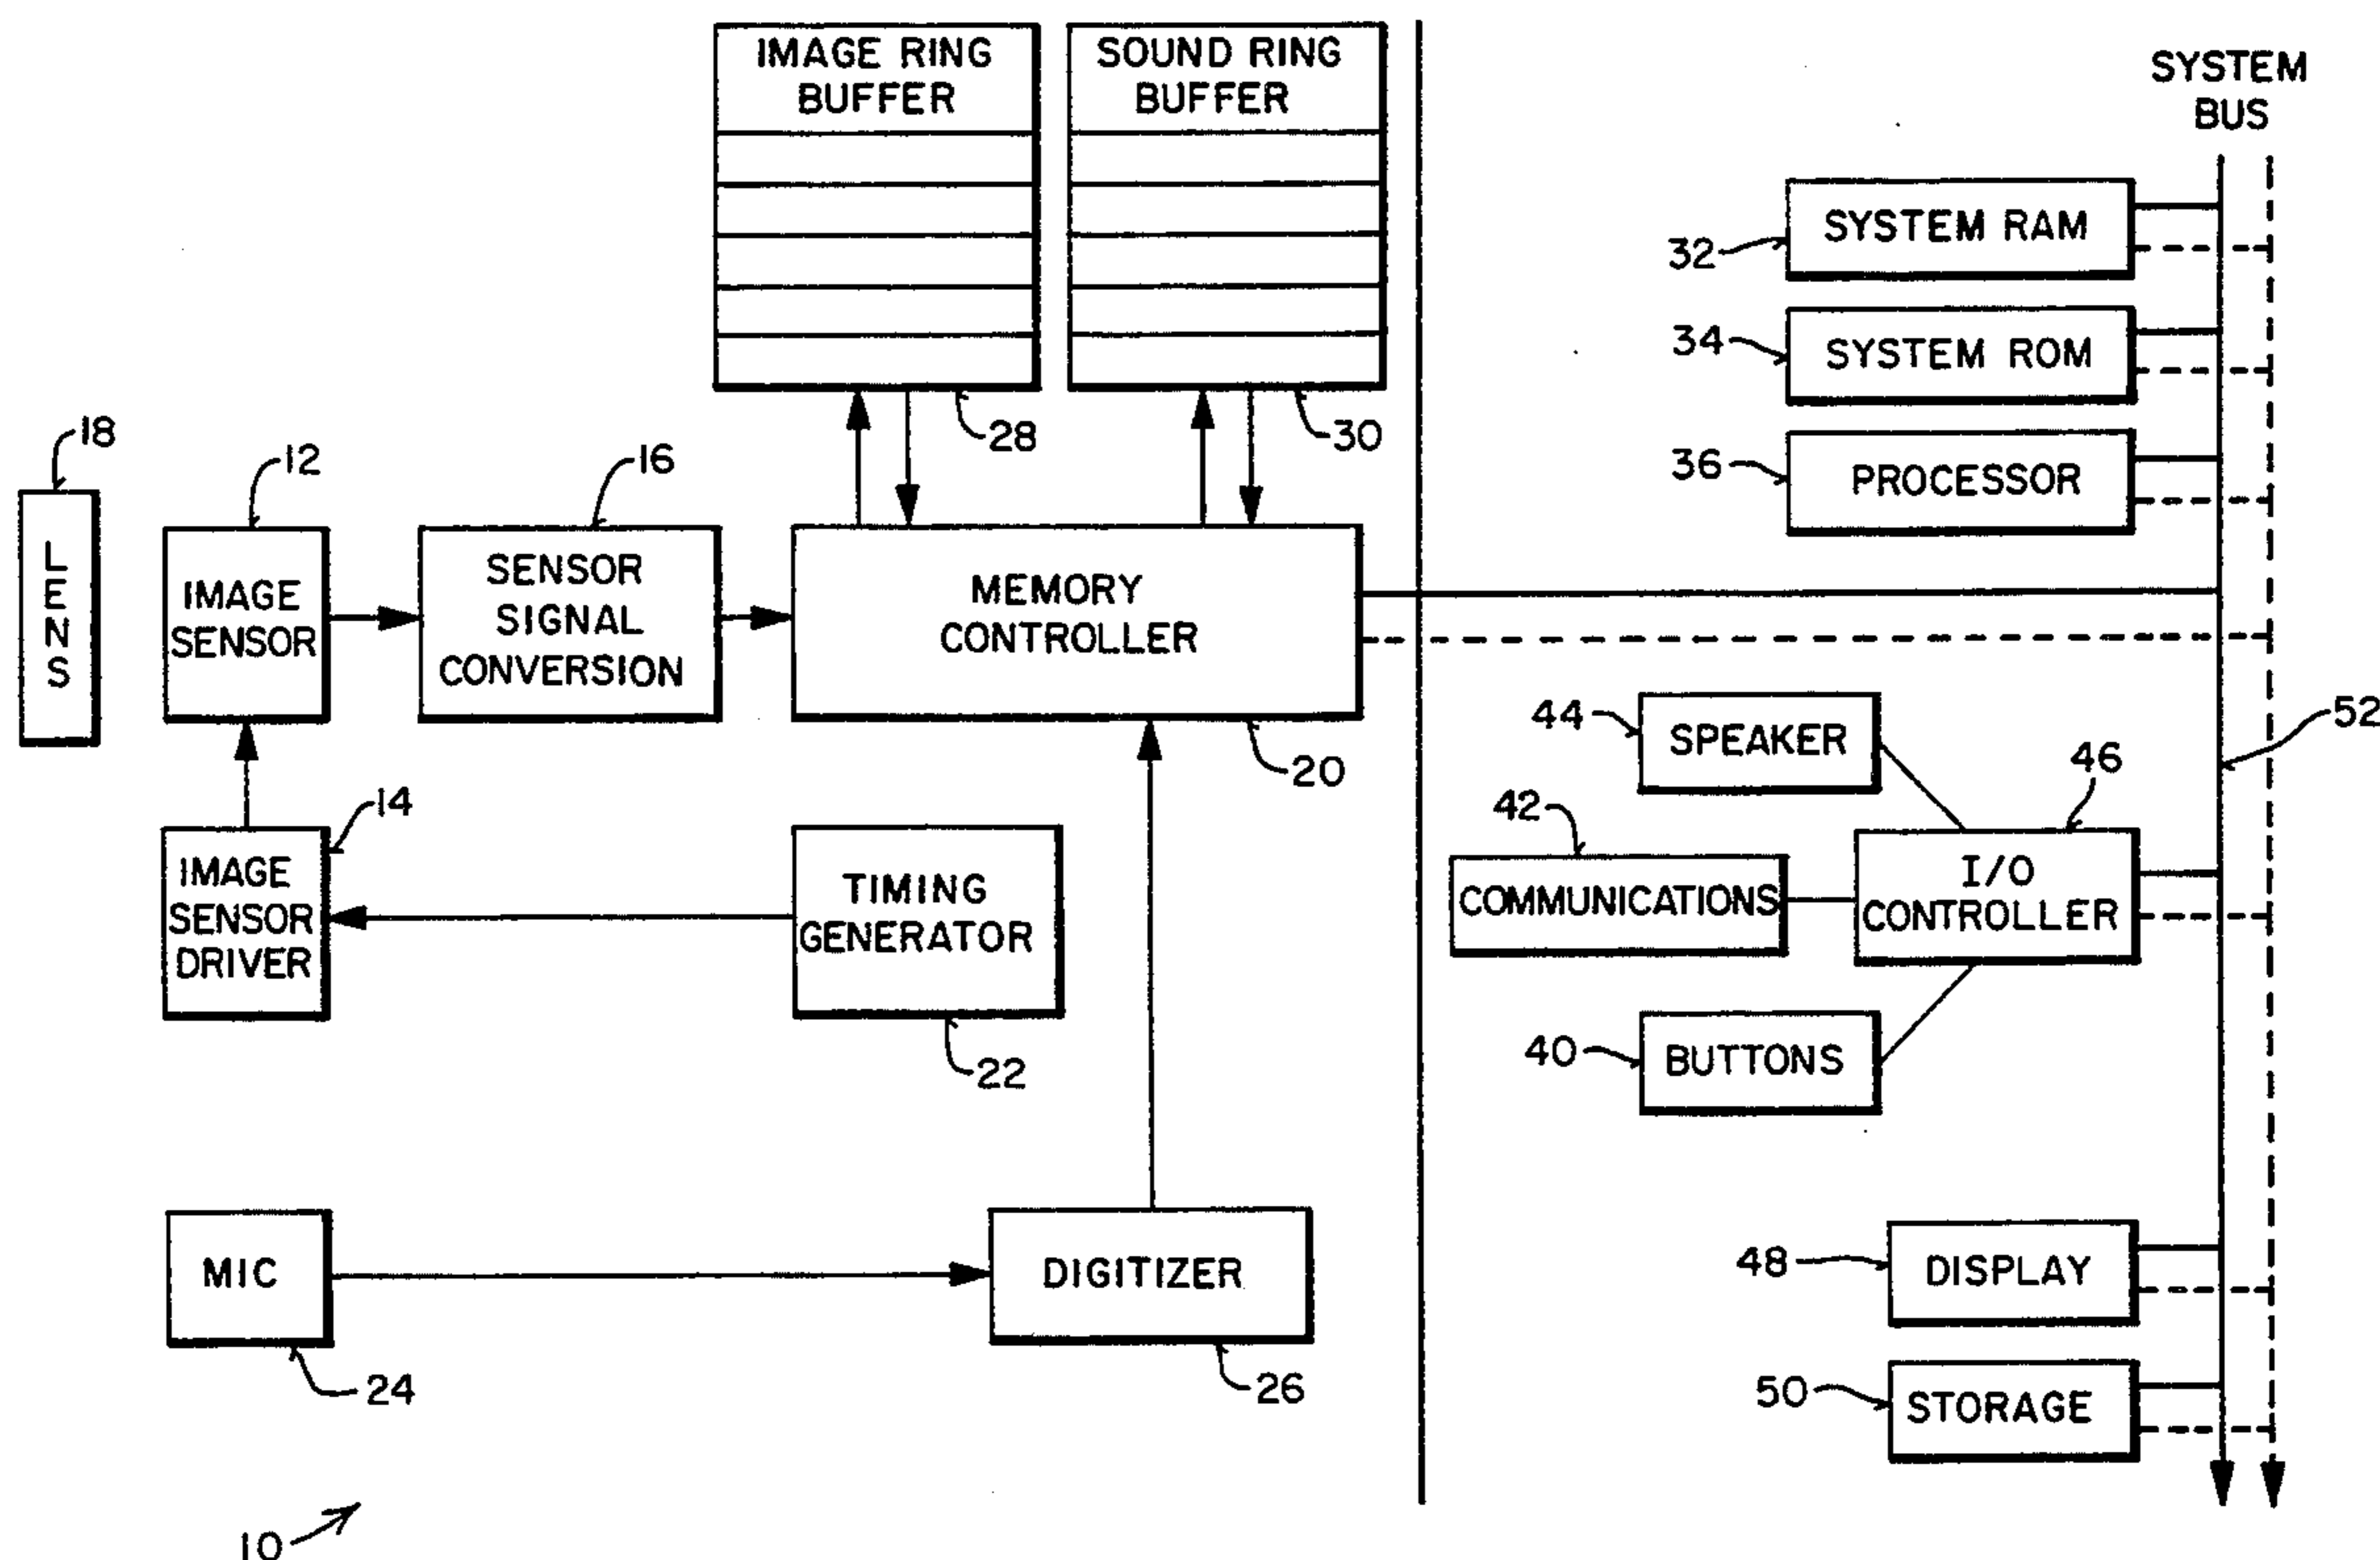 IMAGE RING
BUFFER
28
SOUND RING
BUFFER
30
SYSTEM
BUS
SYSTEM RAM
32
SYSTEM ROM
34
PROCESSOR
36
18
LENS
12
IMAGE
SENSOR
16
SENSOR
SIGNAL
CONVERSION
MEMORY
CONTROLLER
20
14
IMAGE
SENSOR
DRIVER
TIMING
GENERATOR
22
44
SPEAKER
42
COMMUNICATIONS
46
I/O
CONTROLLER
52
40
BUTTONS
MIC
24
DIGITIZER
26
48
DISPLAY
50
STORAGE
10